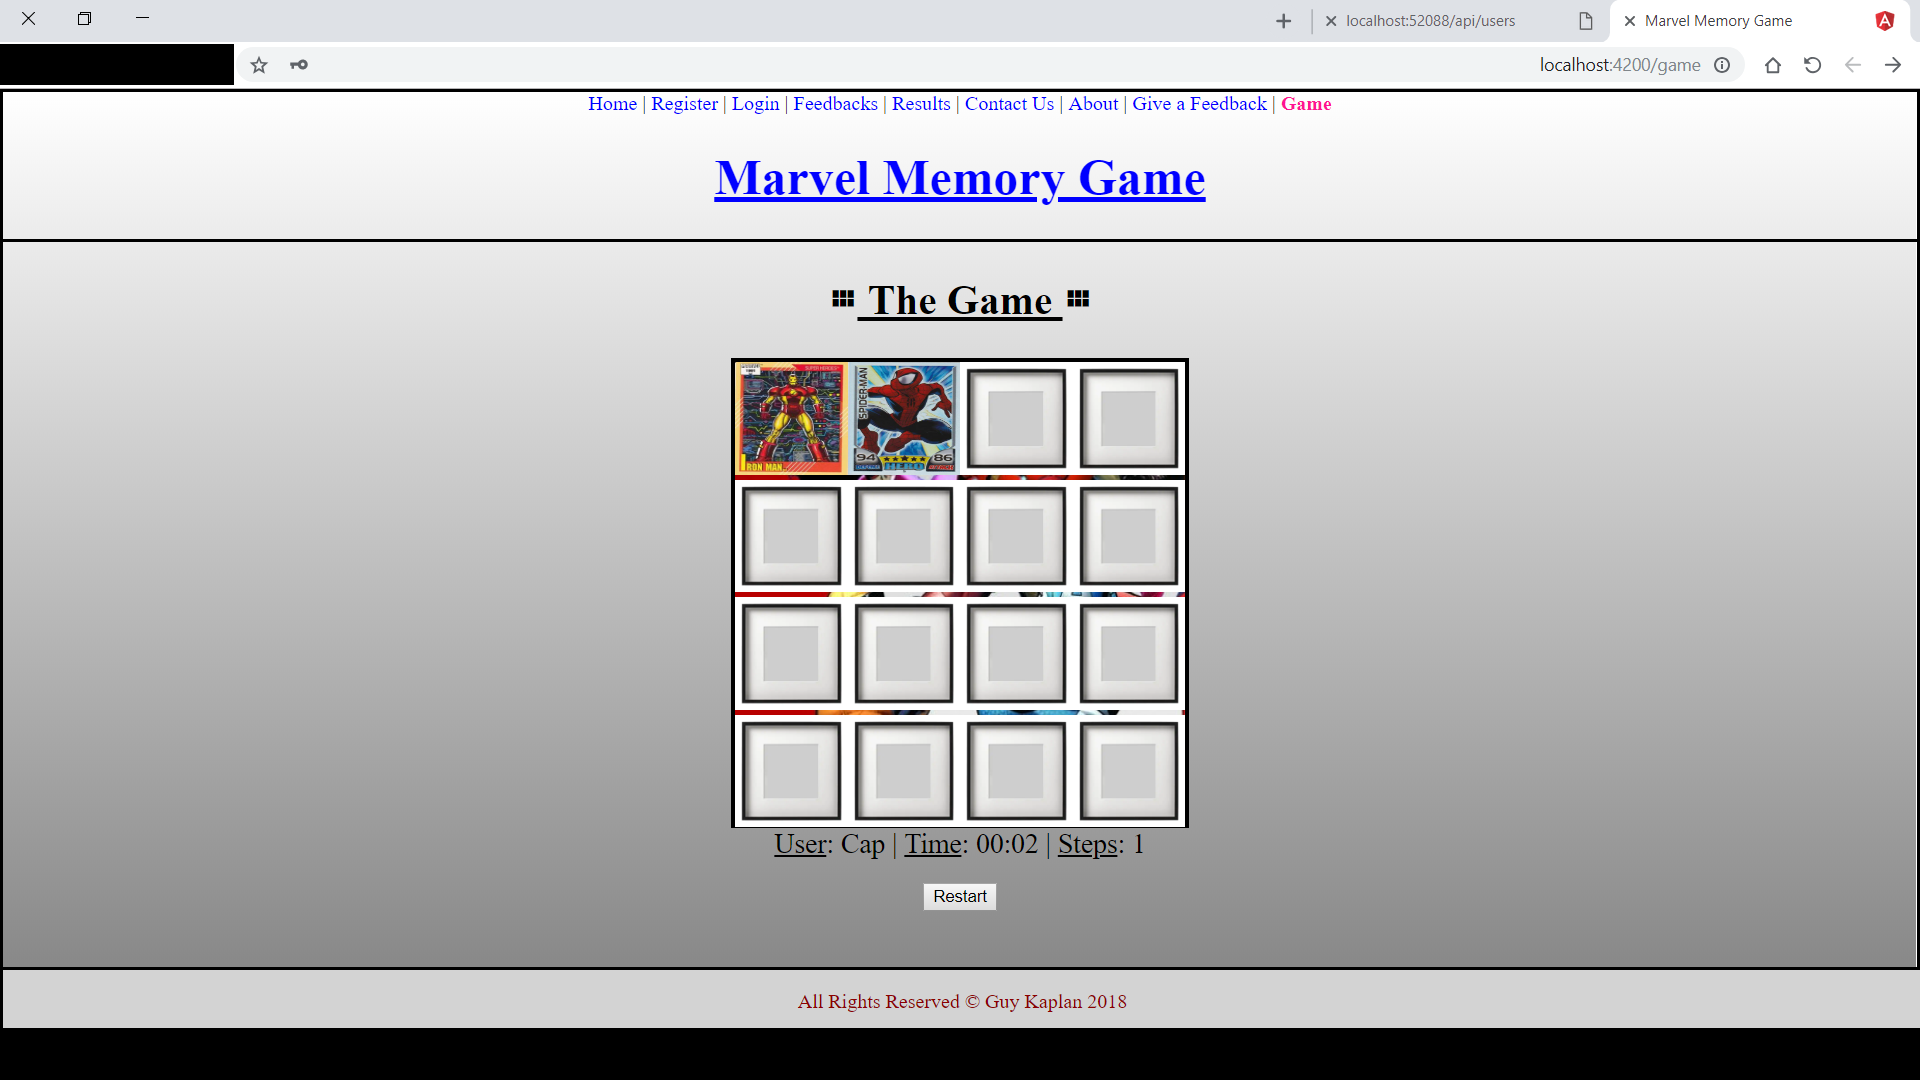 localhost:52088/api/users
Marvel Memory Game
localhost:4200/game
Home | Register | Login | Feedbacks | Results | Contact Us | About | Give a Feedback | Game
Marvel Memory Game
The Game
SUPER HEROES
IRON MAN
SPIDER-MAN
94
86
User: Cap | Time: 00:02 | Steps: 1
Restart
All Rights Reserved © Guy Kaplan 2018